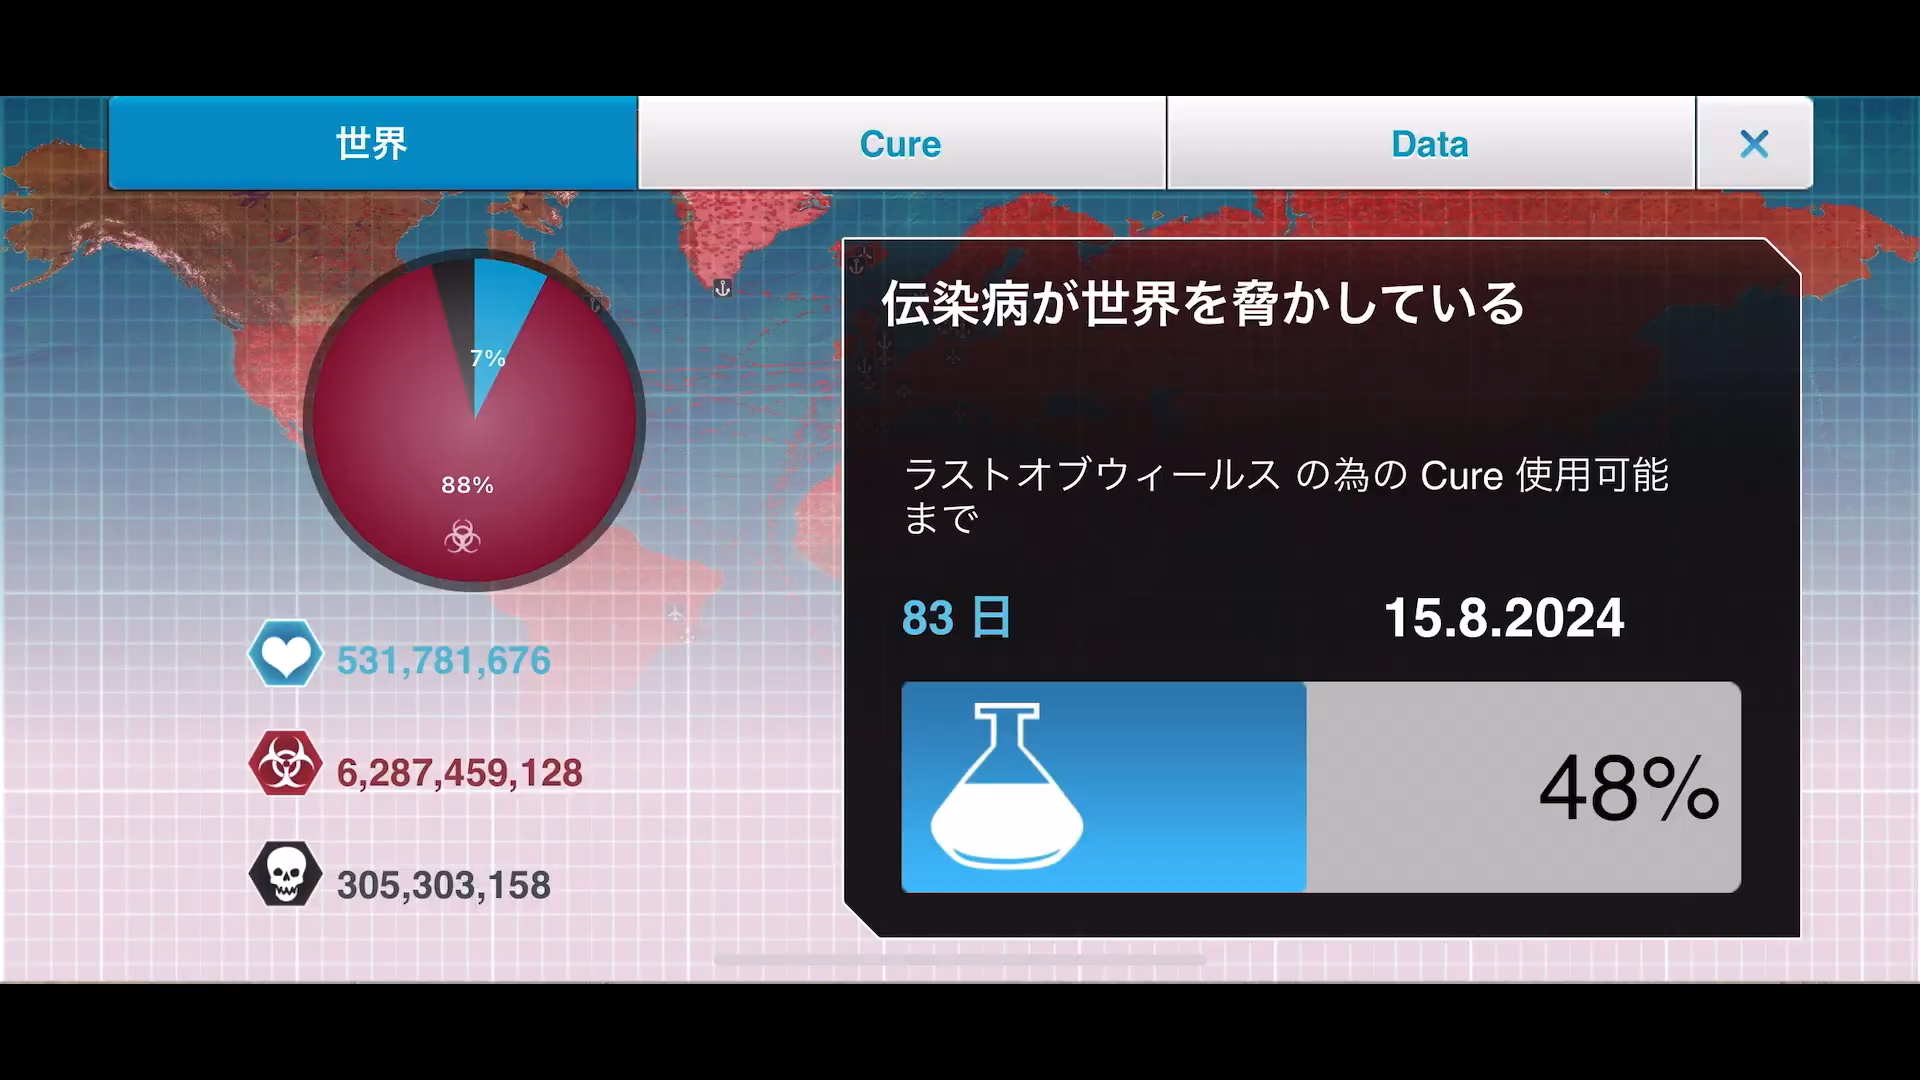 世界
Cure
Data
7%
88%
531,781,676
6,287,459,128
305,303,158
伝染病が世界を脅かしている
ラストオブウィールス の為の Cure 使用可能
まで
83 日
15.8.2024
48%